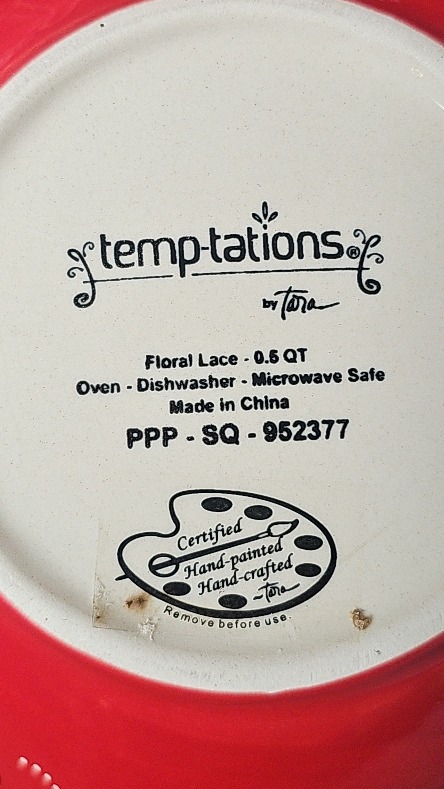 temp-tations®
by Tara
Floral Lace - 0.5 QT
Oven - Dishwasher - Microwave Safe
Made in China
PPP - SQ - 952377
Certified
Hand-painted
Hand-crafted
-Tara
Remove before use.